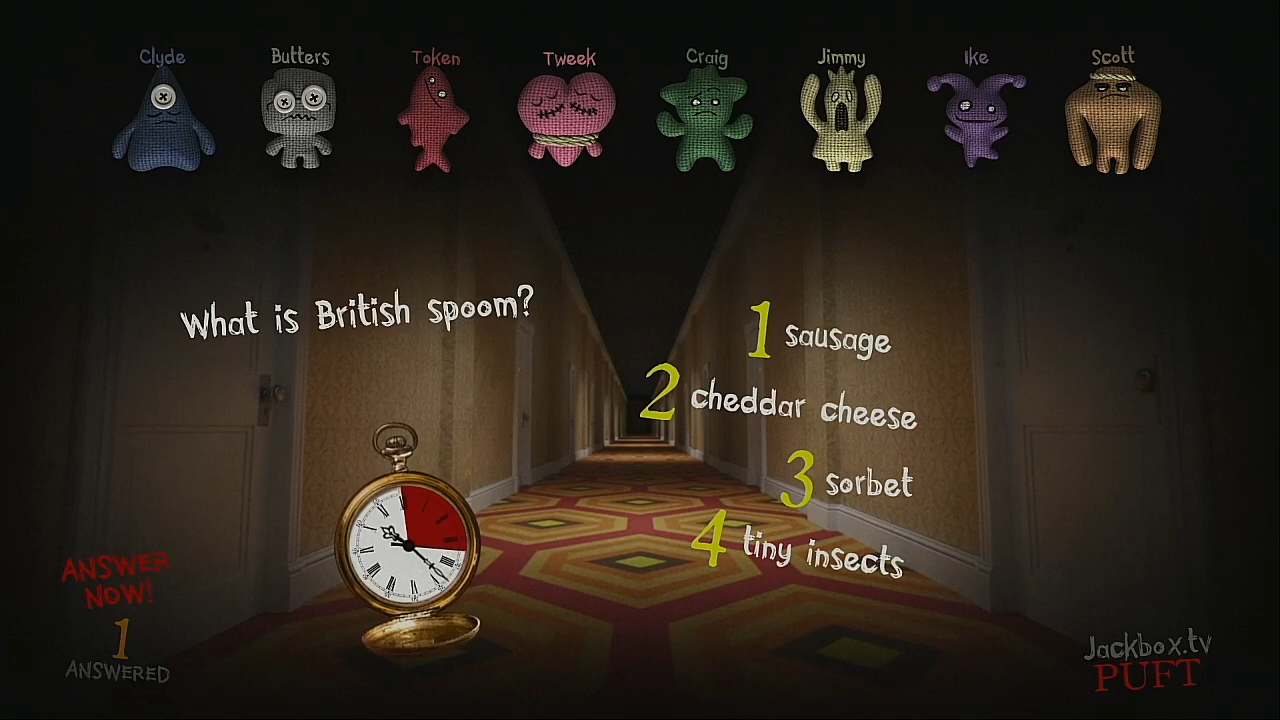 Clyde
Butters
Token
Tweek
Craig
Jimmy
Ike
Scott
What is British spoom?
1 sausage
2 cheddar cheese
3 sorbet
4 tiny insects
ANSWER
NOW!
1
ANSWERED
Jackbox.tv
PUFT